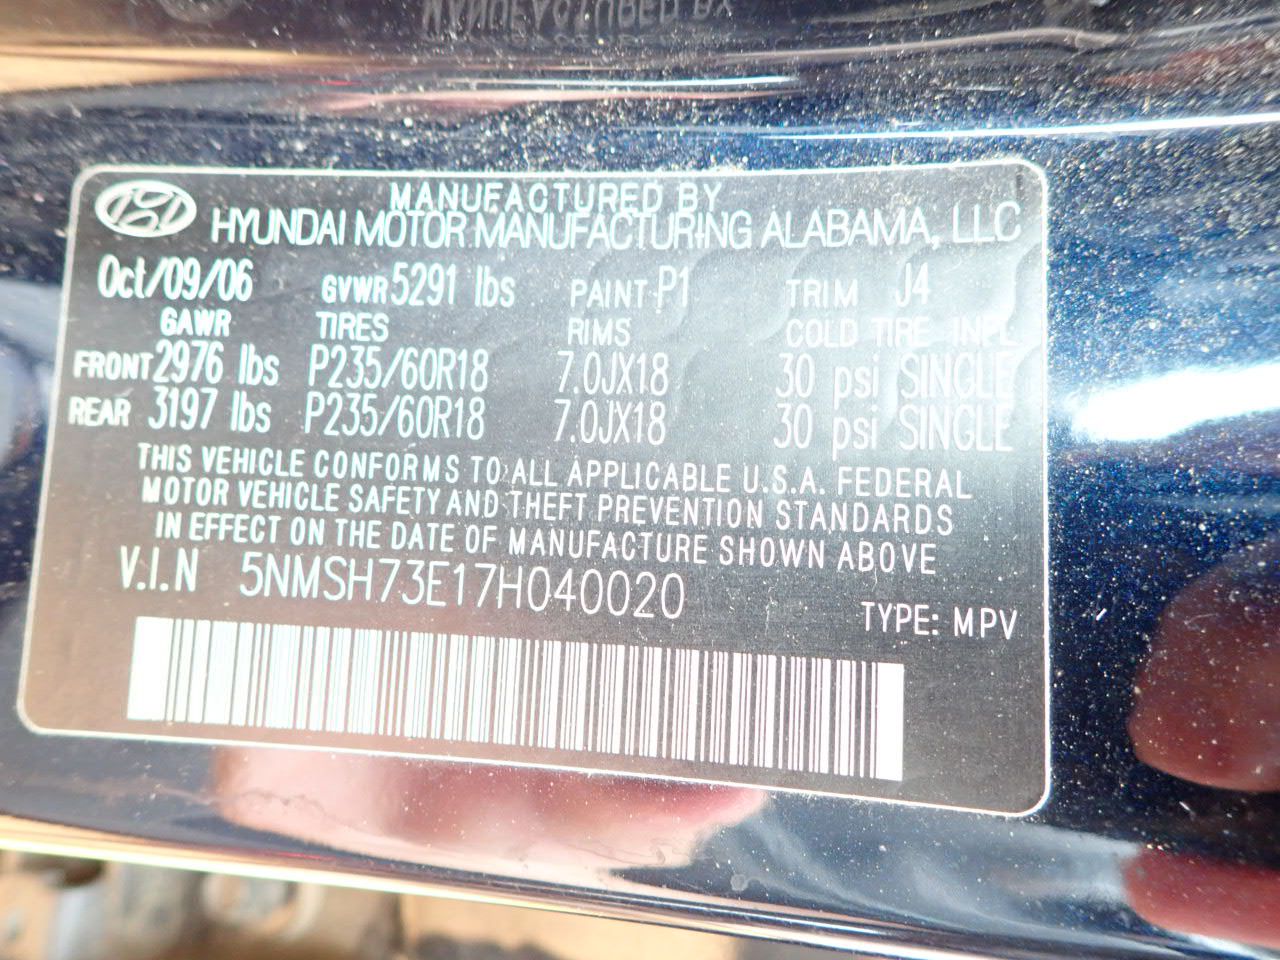 MANUFACTURED BY
MANUFACTURED BY
HYUNDAI MOTOR MANUFACTURING ALABAMA, LLC
Oct/09/06 GVWR 5291 lbs PAINT P1 TRIM J4
GAWR TIRES RIMS COLD TIRE INFL
FRONT 2976 lbs P235/60R18 7.0JX18 30 psi SINGLE
REAR 3197 lbs P235/60R18 7.0JX18 30 psi SINGLE
THIS VEHICLE CONFORMS TO ALL APPLICABLE U.S.A. FEDERAL
MOTOR VEHICLE SAFETY AND THEFT PREVENTION STANDARDS
IN EFFECT ON THE DATE OF MANUFACTURE SHOWN ABOVE
V.I.N 5NMSH73E17H040020
TYPE: MPV